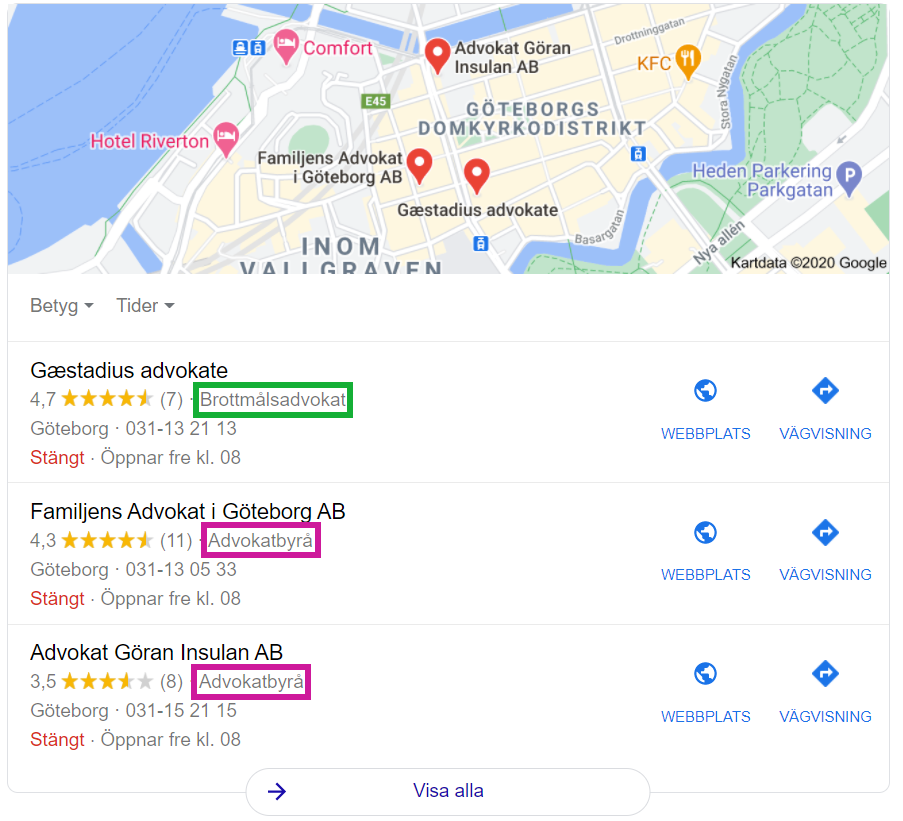 Comfort
Advokat Göran
Insulan AB
Drottninggatan
KFC
Stora Nygatan
E45
GÖTEBORGS
DOMKYRKODISTRIKT
Hotel Riverton
Familjens Advokat
i Göteborg AB
Heden Parkering
Parkgatan
P
Gæstadius advokate
Basargatan
Nya allén
INOM
VALLGRAVEN
Kartdata ©2020 Google
Betyg Tider
Gæstadius advokate
4,7 (7) · Brottmålsadvokat
Göteborg · 031-13 21 13
Stängt · Öppnar fre kl. 08
WEBBPLATS VÄGVISNING
Familjens Advokat i Göteborg AB
4,3 (11) · Advokatbyrå
Göteborg · 031-13 05 33
Stängt · Öppnar fre kl. 08
WEBBPLATS VÄGVISNING
Advokat Göran Insulan AB
3,5 (8) · Advokatbyrå
Göteborg · 031-15 21 15
Stängt · Öppnar fre kl. 08
WEBBPLATS VÄGVISNING
Visa alla